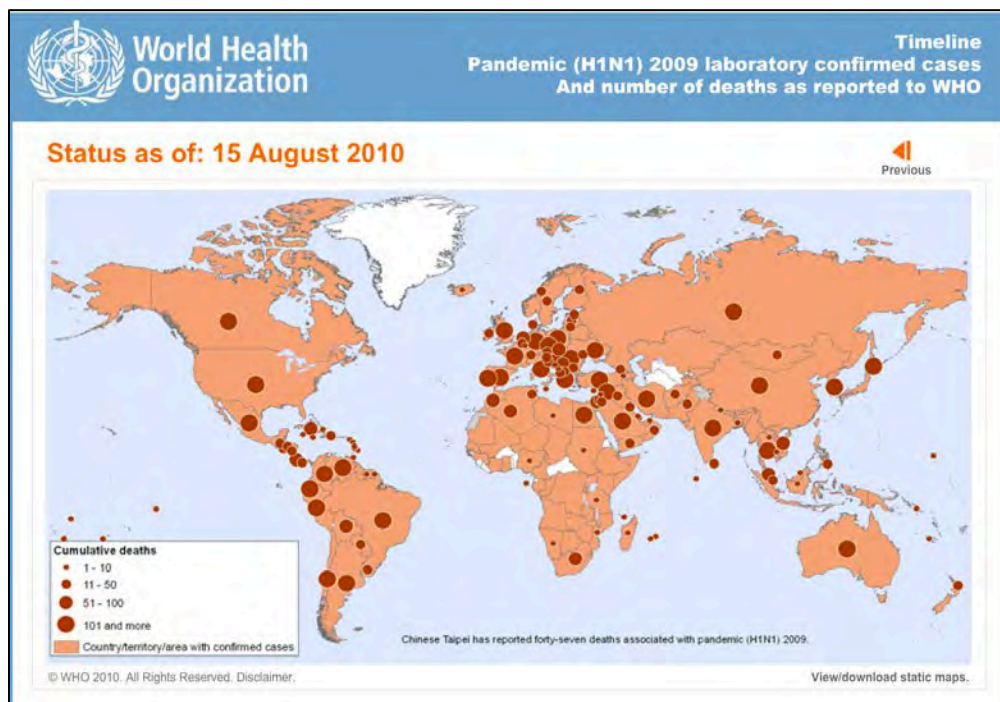 World Health
Organization
Timeline
Pandemic (H1N1) 2009 laboratory confirmed cases
And number of deaths as reported to WHO
Status as of: 15 August 2010
Previous
Cumulative deaths
1 - 10
11 - 50
51 - 100
101 and more
Country/territory/area with confirmed cases
Chinese Taipei has reported forty-seven deaths associated with pandemic (H1N1) 2009.
© WHO 2010. All Rights Reserved. Disclaimer.
View/download static maps.